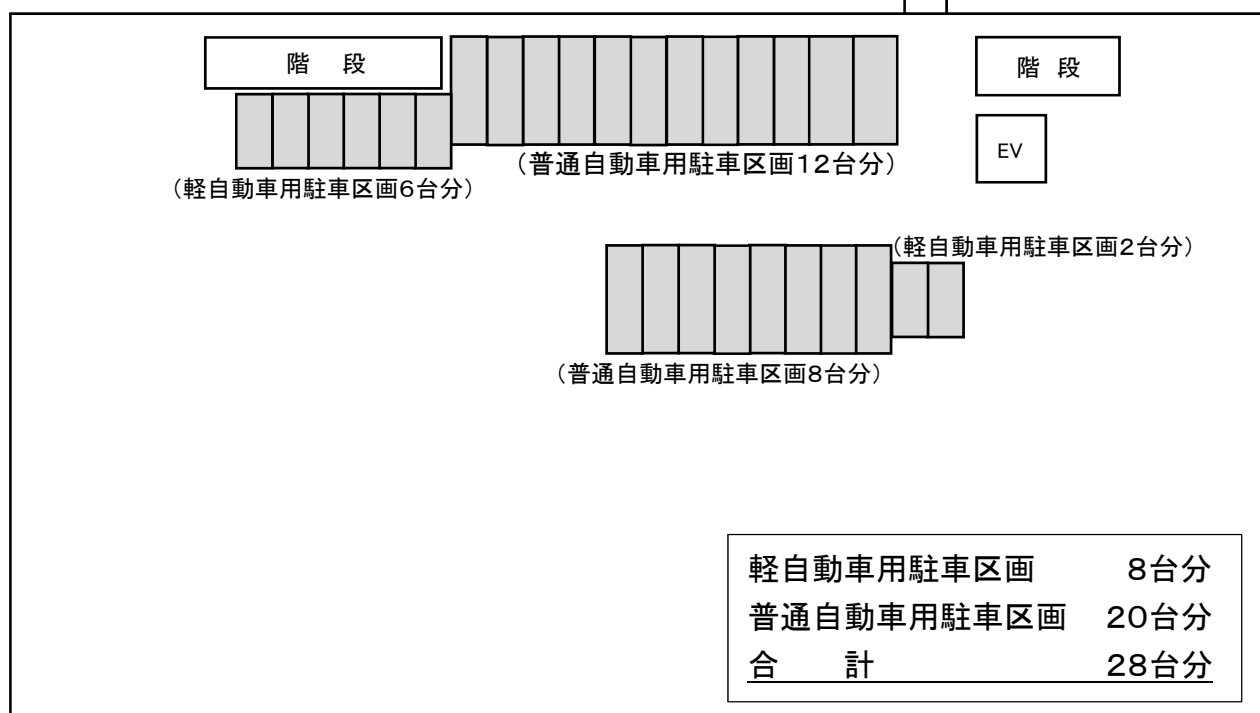 階　段
階 段
EV
（普通自動車用駐車区画12台分）
（軽自動車用駐車区画6台分）
（軽自動車用駐車区画2台分）
（普通自動車用駐車区画8台分）
軽自動車用駐車区画　　8台分
普通自動車用駐車区画　20台分
合　　計　　28台分